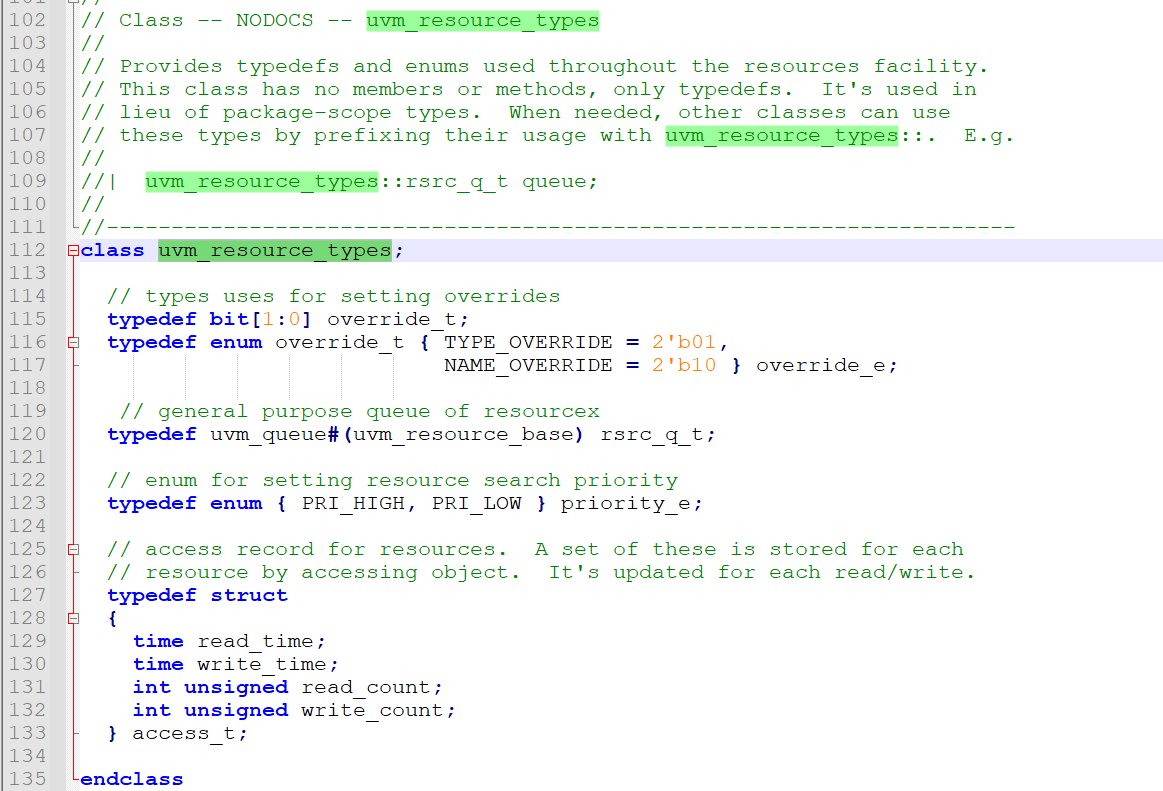 101 //
102 // Class -- NODOCS -- uvm_resource_types
103 //
104 // Provides typedefs and enums used throughout the resources facility.
105 // This class has no members or methods, only typedefs.  It's used in
106 // lieu of package-scope types.  When needed, other classes can use
107 // these types by prefixing their usage with uvm_resource_types::.  E.g.
108 //
109 //|  uvm_resource_types::rsrc_q_t queue;
110 //
111 //----------------------------------------------------------------------
112 class uvm_resource_types;
113
114   // types uses for setting overrides
115   typedef bit[1:0] override_t;
116   typedef enum override_t { TYPE_OVERRIDE = 2'b01,
117                             NAME_OVERRIDE = 2'b10 } override_e;
118
119    // general purpose queue of resourcex
120   typedef uvm_queue#(uvm_resource_base) rsrc_q_t;
121
122   // enum for setting resource search priority
123   typedef enum { PRI_HIGH, PRI_LOW } priority_e;
124
125   // access record for resources.  A set of these is stored for each
126   // resource by accessing object.  It's updated for each read/write.
127   typedef struct
128   {
129     time read_time;
130     time write_time;
131     int unsigned read_count;
132     int unsigned write_count;
133   } access_t;
134
135 endclass